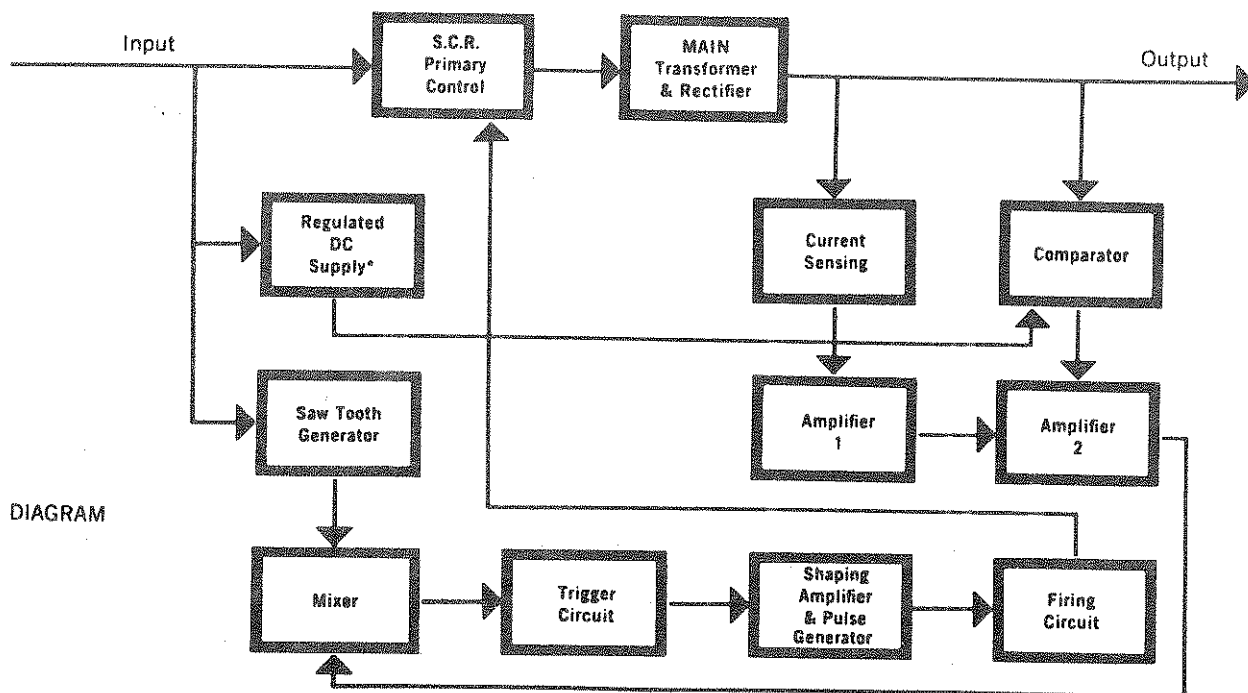 Input
S.C.R.
Primary
Control
MAIN
Transformer
& Rectifier
Output
Regulated
DC
Supply*
Current
Sensing
Comparator
Saw Tooth
Generator
Amplifier
1
Amplifier
2
DIAGRAM
Mixer
Trigger
Circuit
Shaping
Amplifier
& Pulse
Generator
Firing
Circuit